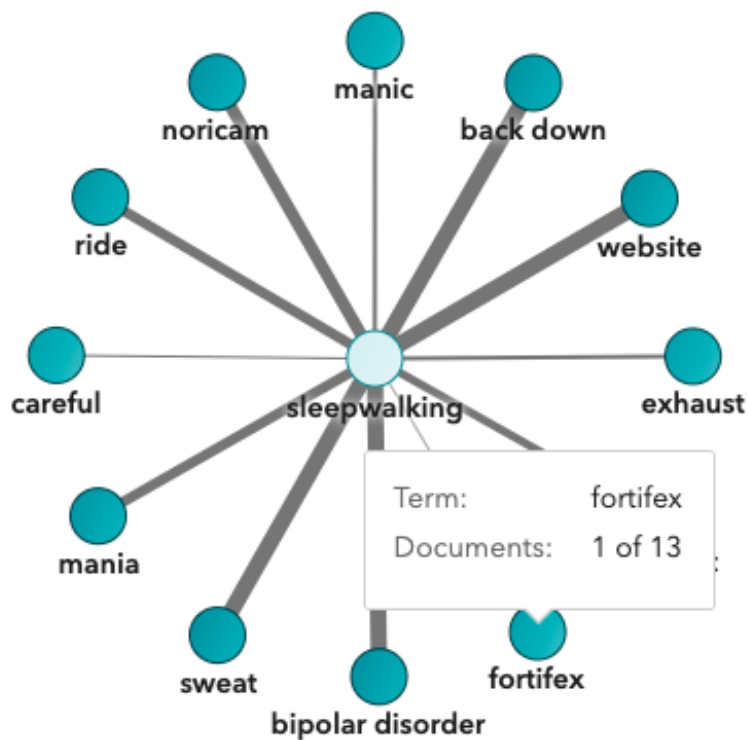 manic
noricam
back down
ride
website
careful
sleepwalking
exhaust
Term: fortifex
Documents: 1 of 13
mania
sweat
fortifex
bipolar disorder